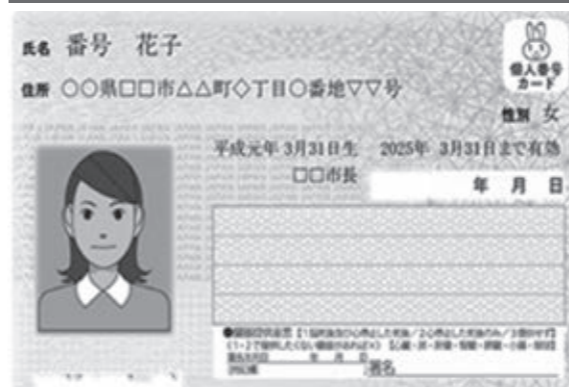 氏名 番号 花子
個人番号
カード
住所 ○○県□□市△△町◇丁目○番地▽▽号
性別 女
平成元年 3月31日生 2025年 3月31日まで有効
□□市長
年 月 日
年 月 日
署名